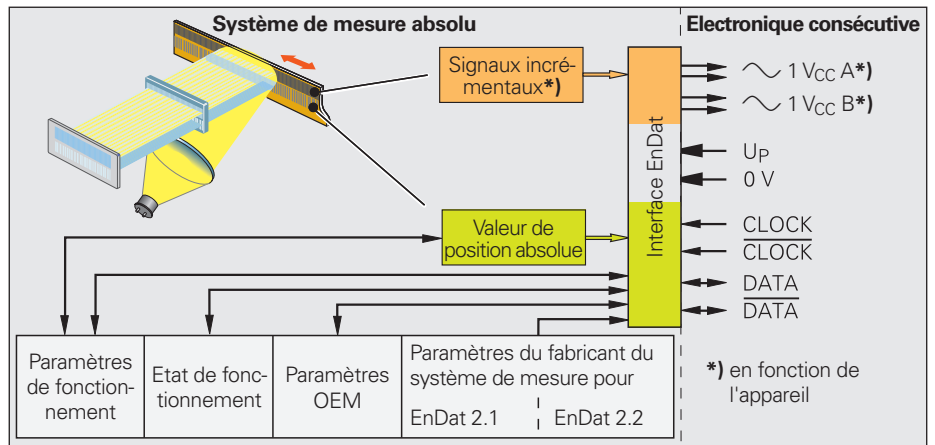 Système de mesure absolu
Electronique consécutive
Signaux incré-
mentaux*)
1 VCC A*)
1 VCC B*)
UP
0 V
Interface EnDat
Valeur de
position absolue
CLOCK
CLOCK
DATA
DATA
Paramètres
de fonction-
nement
Etat de fonc-
tionnement
Paramètres
OEM
Paramètres du fabricant du
système de mesure pour
EnDat 2.1
EnDat 2.2
*) en fonction de
l'appareil